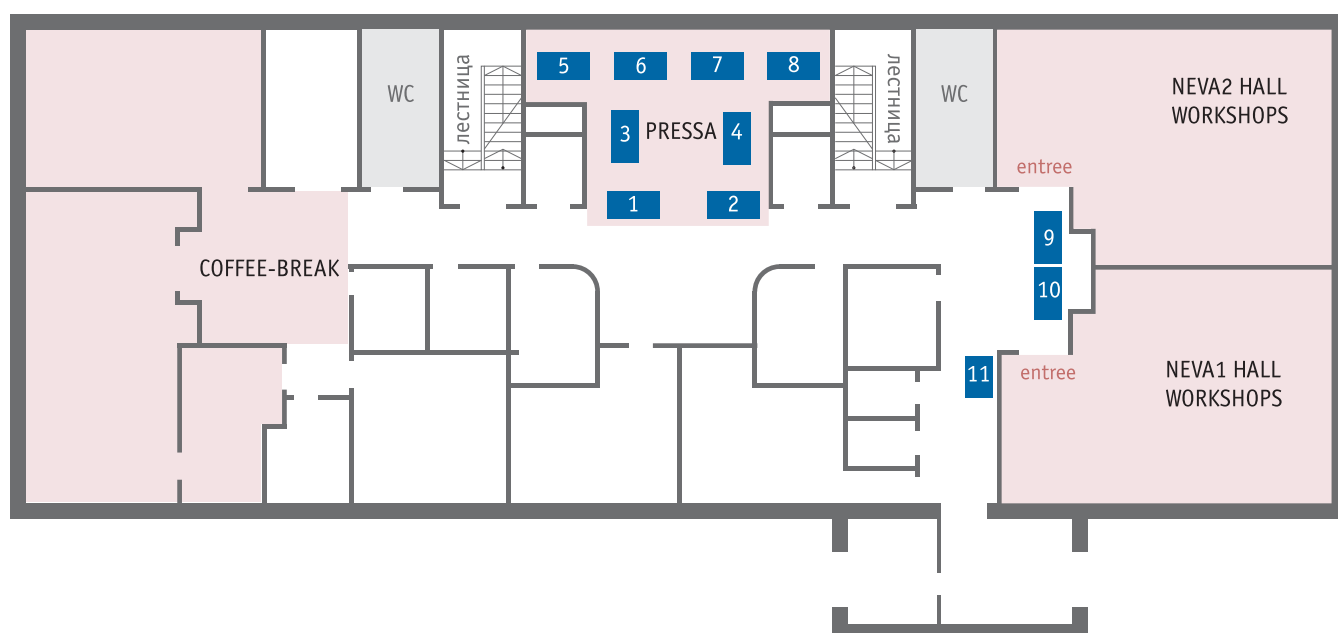 5
6
7
8
WC
лестница
3
PRESSA
4
лестница
WC
NEVA2 HALL
WORKSHOPS
entree
1
2
9
COFFEE-BREAK
10
11
entree
NEVA1 HALL
WORKSHOPS